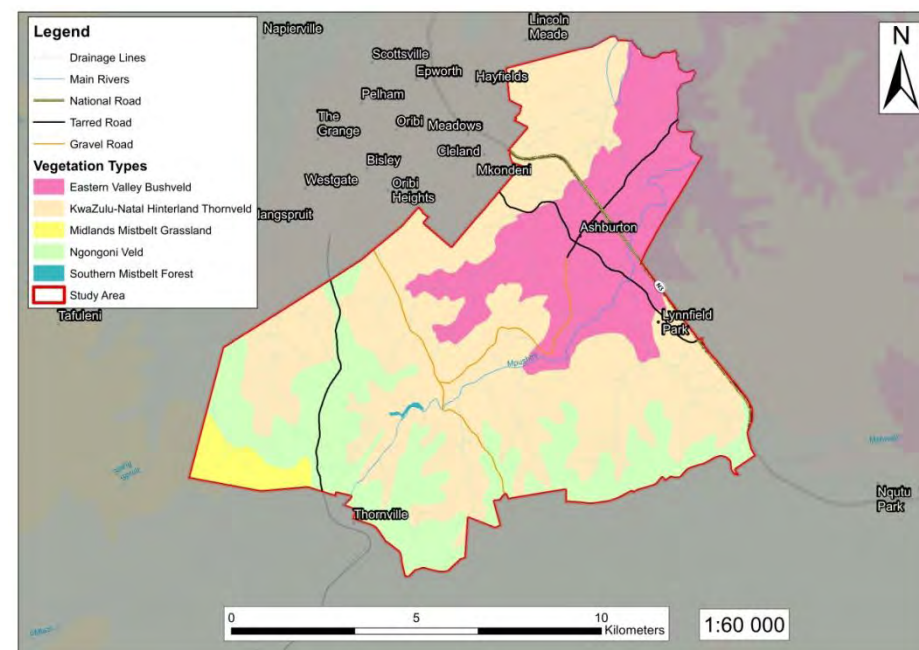 Legend
Drainage Lines
Main Rivers
National Road
Tarred Road
Gravel Road
Vegetation Types
Eastern Valley Bushveld
KwaZulu-Natal Hinterland Thornveld
Midlands Mistbelt Grassland
Ngongoni Veld
Southern Mistbelt Forest
Study Area
Napierville
Lincoln
Meade
Scottsville
Epworth
Hayfields
Pelham
The
Grange
Oribi
Meadows
Cleland
Bisley
Mkondeni
Westgate
Oribi
Heights
langspruit
Ashburton
Lynnfield
Park
Tafuleni
Thornville
Nqutu
Park
N
0
5
10
Kilometers
1:60 000